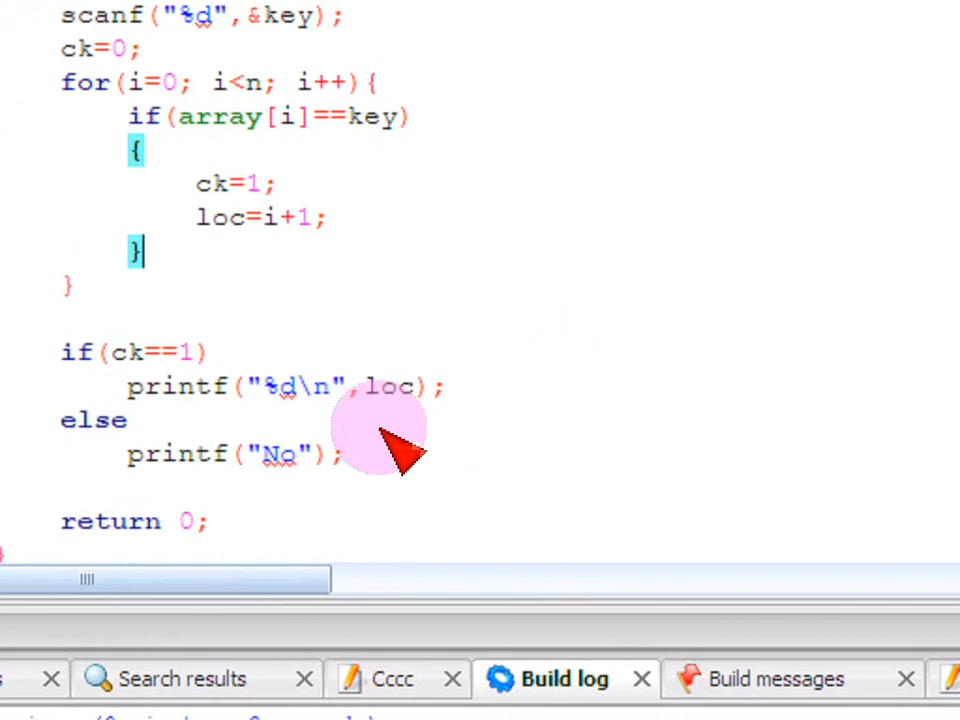 scanf("%d",&key);
ck=0;
for(i=0; i<n; i++){
if(array[i]==key)
{
ck=1;
loc=i+1;
}
}
if(ck==1)
printf("%d\n",loc);
else
printf("No");
return 0;
Search results
Cccc
Build log
Build messages